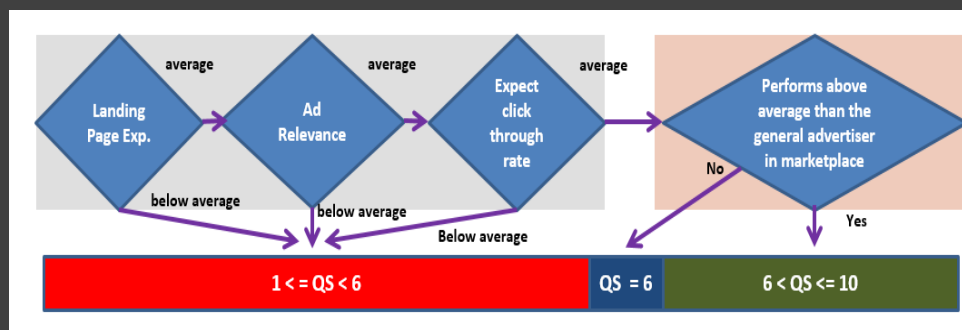 average
average
average
Landing
Page Exp.
Ad
Relevance
Expect
click
through
rate
Performs above
average than the
general advertiser
in marketplace
below average
below average
Below average
No
Yes
1 < = QS < 6
QS = 6
6 < QS <= 10